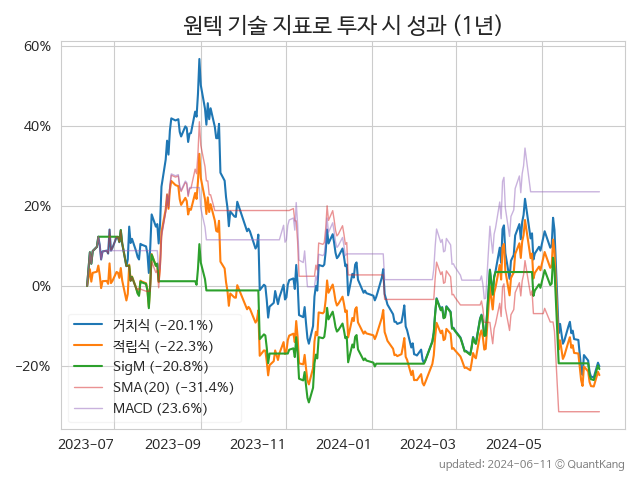 원텍 기술 지표로 투자 시 성과 (1년)
60%
40%
20%
0%
−20%
거치식 (−20.1%)
적립식 (−22.3%)
SigM (−20.8%)
SMA(20) (−31.4%)
MACD (23.6%)
2023-07 2023-09 2023-11 2024-01 2024-03 2024-05
updated: 2024-06-11 © QuantKang